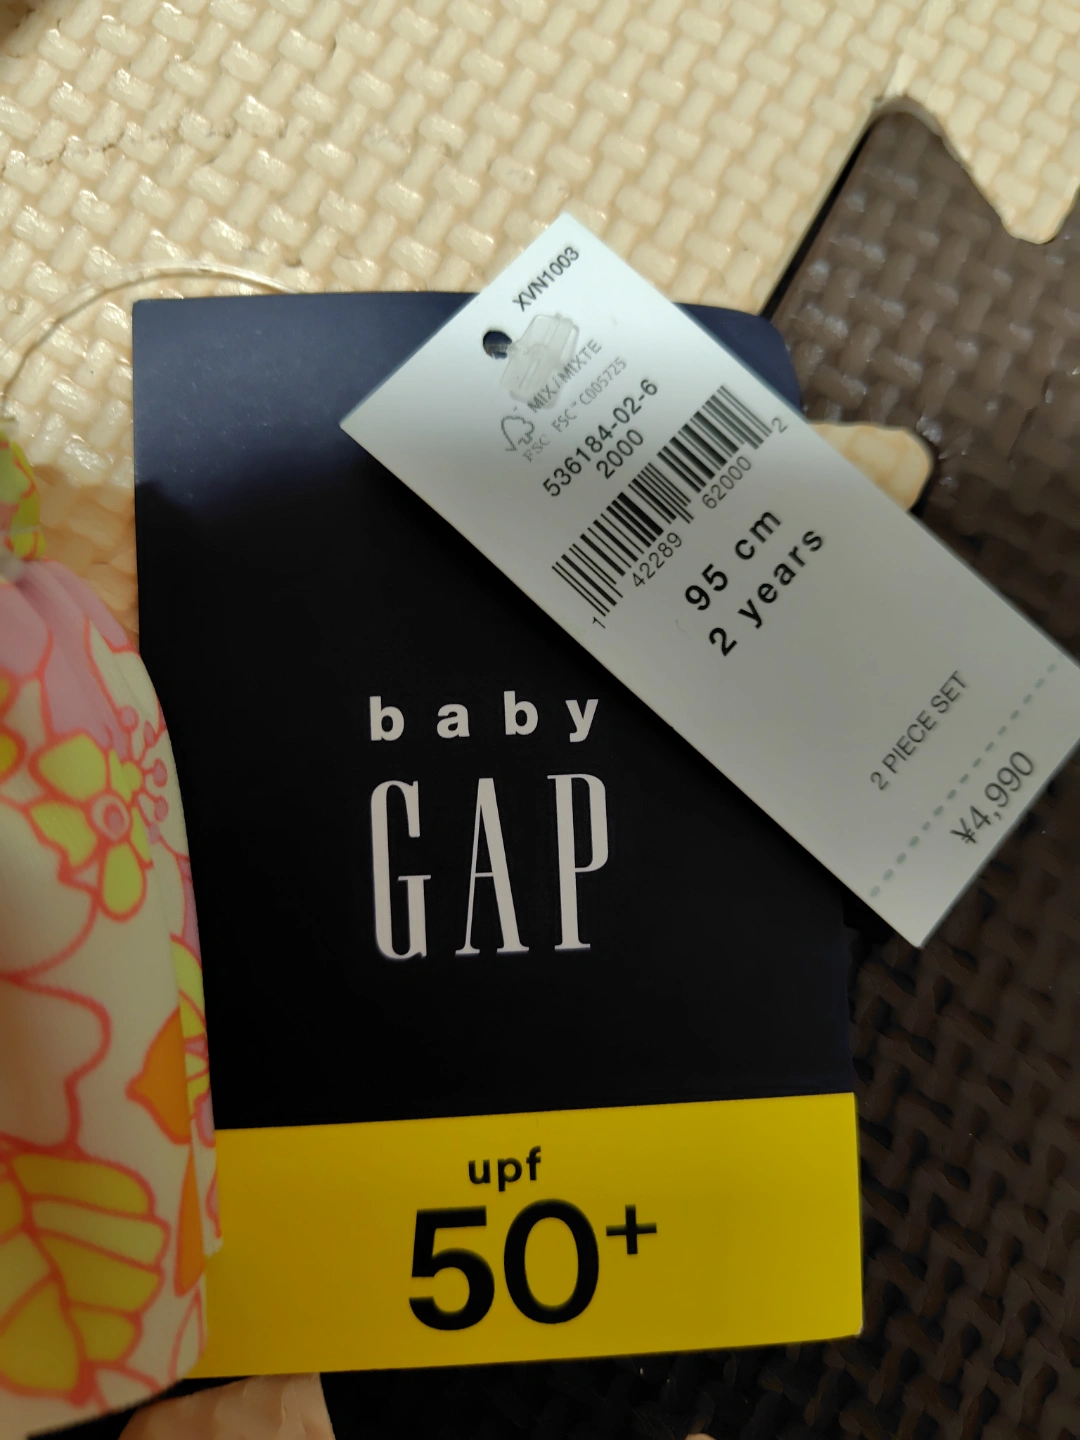 XVN1003
MIX/MIXTE
FSC FSC™ C005725
536184-02-6
2000
1 42289 62000 2
95 cm
2 years
2 PIECE SET
¥4,990
baby
GAP
upf
50+